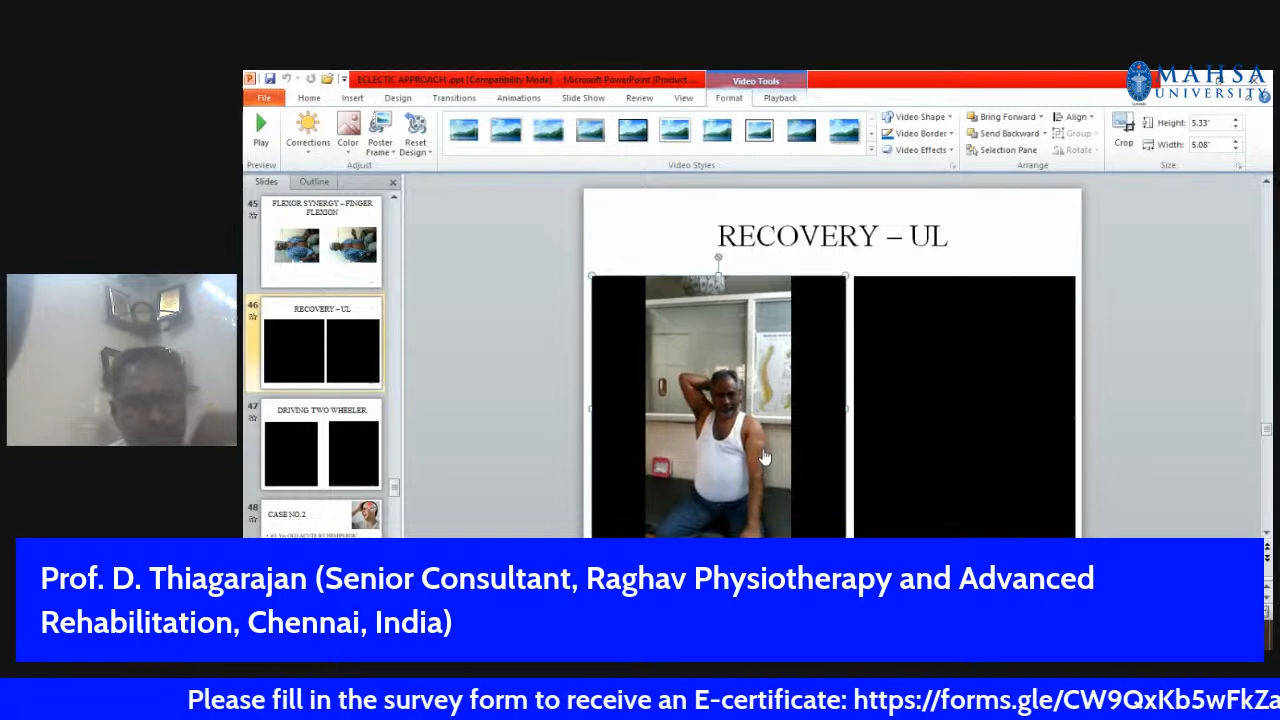 ECLECTIC APPROACH .ppt [Compatibility Mode] - Microsoft PowerPoint (Product ...
Video Tools
MAHSA
UNIVERSITY
File
Home
Insert
Design
Transitions
Animations
Slide Show
Review
View
Format
Playback
Play
Corrections
Color
Poster
Frame
Reset
Design
Video Shape
Video Border
Video Effects
Bring Forward
Send Backward
Selection Pane
Align
Group
Rotate
Crop
Height: 5.33"
Width: 5.08"
Preview
Adjust
Video Styles
Arrange
Size
Slides
Outline
45
FLEXOR SYNERGY – FINGER
FLEXION
46
RECOVERY – UL
47
DRIVING TWO WHEELER
48
CASE NO.2
RECOVERY – UL
Prof. D. Thiagarajan (Senior Consultant, Raghav Physiotherapy and Advanced
Rehabilitation, Chennai, India)
Please fill in the survey form to receive an E-certificate: https://forms.gle/CW9QxKb5wFkZa